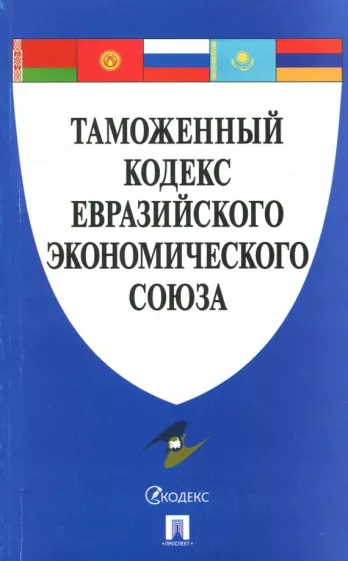 ТАМОЖЕННЫЙ
КОДЕКС
ЕВРАЗИЙСКОГО
ЭКОНОМИЧЕСКОГО
СОЮЗА
КОДЕКС
ПРОСПЕКТ